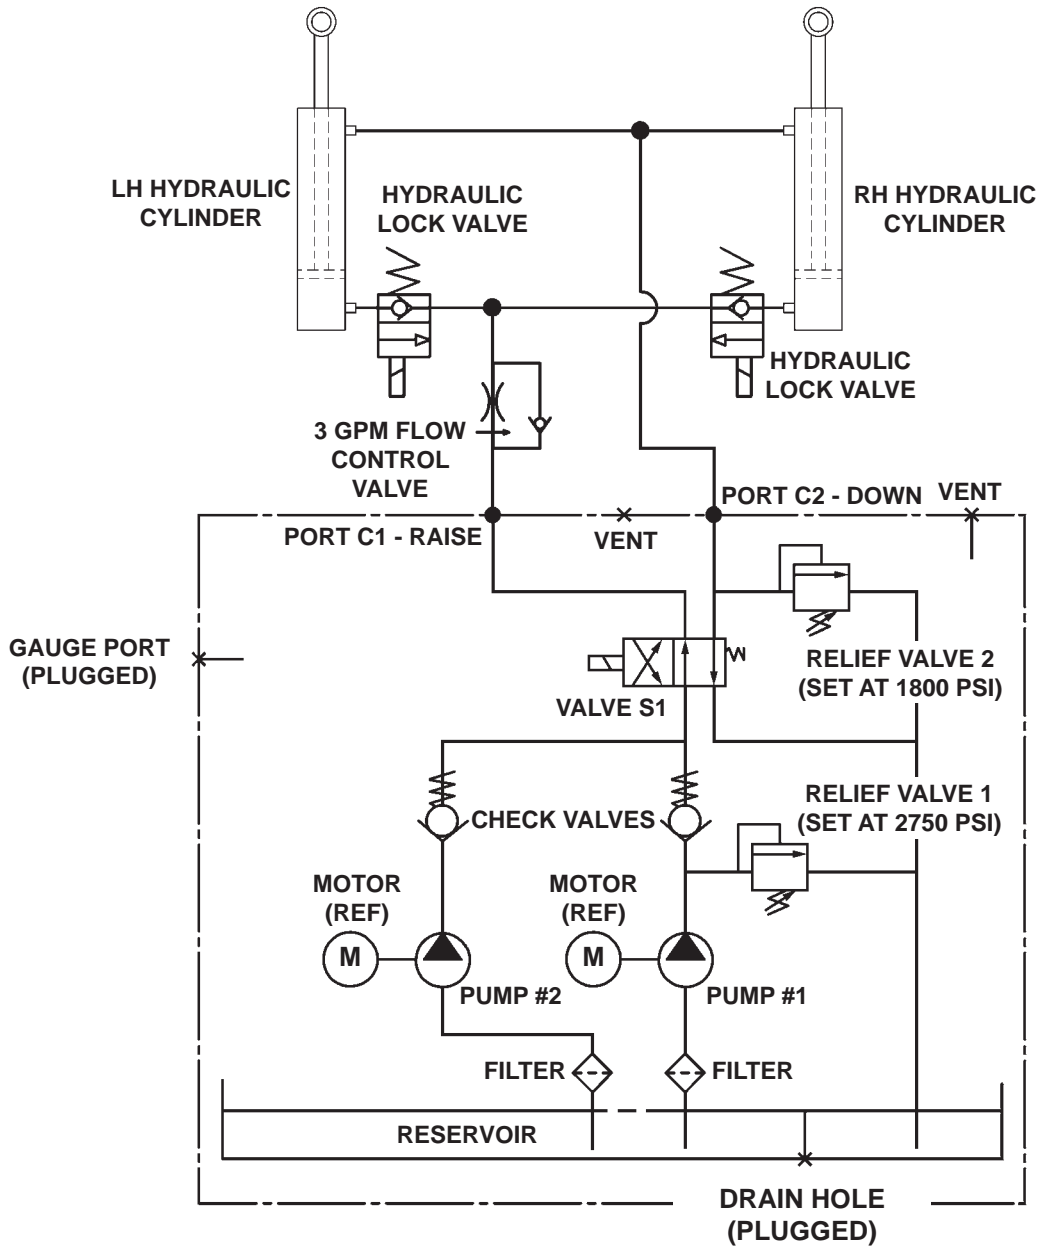 LH HYDRAULIC
CYLINDER
HYDRAULIC
LOCK VALVE
RH HYDRAULIC
CYLINDER
HYDRAULIC
LOCK VALVE
3 GPM FLOW
CONTROL
VALVE
PORT C2 - DOWN
VENT
PORT C1 - RAISE
VENT
GAUGE PORT
(PLUGGED)
RELIEF VALVE 2
(SET AT 1800 PSI)
VALVE S1
RELIEF VALVE 1
(SET AT 2750 PSI)
CHECK VALVES
MOTOR
(REF)
MOTOR
(REF)
M
M
PUMP #2
PUMP #1
FILTER
FILTER
RESERVOIR
DRAIN HOLE
(PLUGGED)